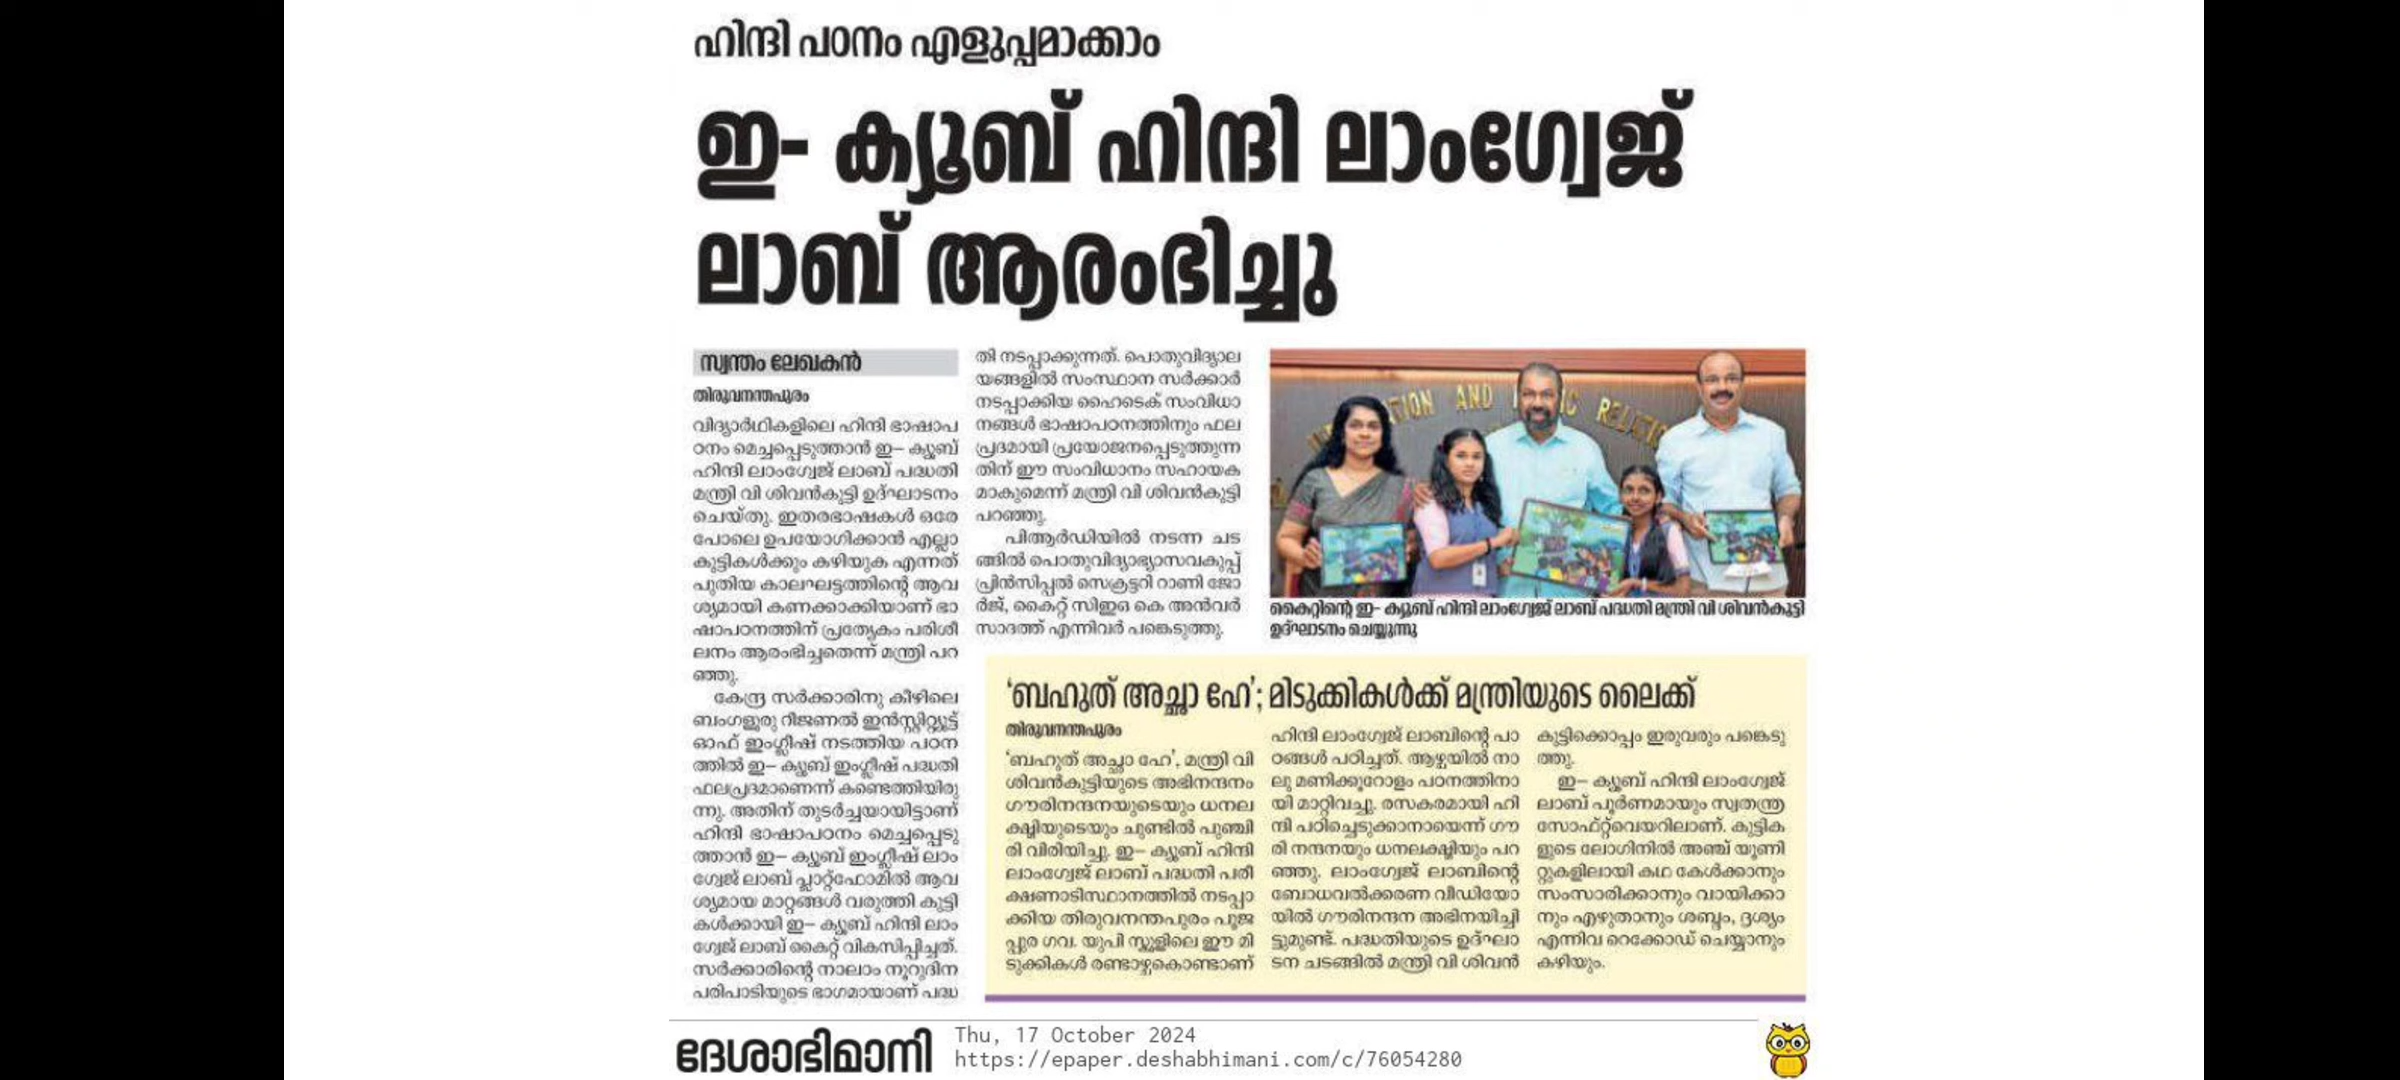 ഹിന്ദി പഠനം എളുപ്പമാക്കാം
ഇ- ക്യൂബ് ഹിന്ദി ലാംഗ്വേജ്
ലാബ് ആരംഭിച്ചു
സ്വന്തം ലേഖകൻ
തിരുവനന്തപുരം
വിദ്യാർഥികളിലെ ഹിന്ദി ഭാഷാപ
ഠനം മെച്ചപ്പെടുത്താൻ ഇ– ക്യൂബ്
ഹിന്ദി ലാംഗ്വേജ് ലാബ് പദ്ധതി
മന്ത്രി വി ശിവൻകുട്ടി ഉദ്ഘാടനം
ചെയ്തു. ഇതരഭാഷകൾ ഒരേ
പോലെ ഉപയോഗിക്കാൻ എല്ലാ
കുട്ടികൾക്കും കഴിയുക എന്നത്
പുതിയ കാലഘട്ടത്തിന്റെ ആവ
ശ്യമായി കണക്കാക്കിയാണ് ഭാ
ഷാപഠനത്തിന് പ്രത്യേകം പരിശീ
ലനം ആരംഭിച്ചതെന്ന് മന്ത്രി പറ
ഞ്ഞു.
കേന്ദ്ര സർക്കാരിനു കീഴിലെ
ബംഗളൂരു റീജണൽ ഇൻസ്റ്റിറ്റ്യൂട്ട്
ഓഫ് ഇംഗ്ലീഷ് നടത്തിയ പഠന
ത്തിൽ ഇ– ക്യൂബ് ഇംഗ്ലീഷ് പദ്ധതി
ഫലപ്രദമാണെന്ന് കണ്ടെത്തിയിരു
ന്നു. അതിന് തുടർച്ചയായിട്ടാണ്
ഹിന്ദി ഭാഷാപഠനം മെച്ചപ്പെടു
ത്താൻ ഇ– ക്യൂബ് ഇംഗ്ലീഷ് ലാം
ഗ്വേജ് ലാബ് പ്ലാറ്റ്ഫോമിൽ ആവ
ശ്യമായ മാറ്റങ്ങൾ വരുത്തി കുട്ടി
കൾക്കായി ഇ– ക്യൂബ് ഹിന്ദി ലാം
ഗ്വേജ് ലാബ് കൈറ്റ് വികസിപ്പിച്ചത്.
സർക്കാരിന്റെ നാലാം നൂറുദിന
പരിപാടിയുടെ ഭാഗമായാണ് പദ്ധ
തി നടപ്പാക്കുന്നത്. പൊതുവിദ്യാല
യങ്ങളിൽ സംസ്ഥാന സർക്കാർ
നടപ്പാക്കിയ ഹൈടെക് സംവിധാ
നങ്ങൾ ഭാഷാപഠനത്തിനും ഫല
പ്രദമായി പ്രയോജനപ്പെടുത്തുന്ന
തിന് ഈ സംവിധാനം സഹായക
മാകുമെന്ന് മന്ത്രി വി ശിവൻകുട്ടി
പറഞ്ഞു.
പിആർഡിയിൽ നടന്ന ചട
ങ്ങിൽ പൊതുവിദ്യാഭ്യാസവകുപ്പ്
പ്രിൻസിപ്പൽ സെക്രട്ടറി റാണി ജോ
ർജ്, കൈറ്റ് സിഇഒ കെ അൻവർ
സാദത്ത് എന്നിവർ പങ്കെടുത്തു.
കൈറ്റിന്റെ ഇ- ക്യൂബ് ഹിന്ദി ലാംഗ്വേജ് ലാബ് പദ്ധതി മന്ത്രി വി ശിവൻകുട്ടി
ഉദ്ഘാടനം ചെയ്യുന്നു
'ബഹുത് അച്ഛാ ഹേ'; മിടുക്കികൾക്ക് മന്ത്രിയുടെ ലൈക്ക്
തിരുവനന്തപുരം
'ബഹുത് അച്ഛാ ഹേ', മന്ത്രി വി
ശിവൻകുട്ടിയുടെ അഭിനന്ദനം
ഗൗരിനന്ദനയുടെയും ധനല
ക്ഷ്മിയുടെയും ചുണ്ടിൽ പുഞ്ചി
രി വിരിയിച്ചു. ഇ– ക്യൂബ് ഹിന്ദി
ലാംഗ്വേജ് ലാബ് പദ്ധതി പരീ
ക്ഷണാടിസ്ഥാനത്തിൽ നടപ്പാ
ക്കിയ തിരുവനന്തപുരം പൂജ
പ്പുര ഗവ. യുപി സ്കൂളിലെ ഈ മി
ടുക്കികൾ രണ്ടാഴ്ചകൊണ്ടാണ്
ഹിന്ദി ലാംഗ്വേജ് ലാബിന്റെ പാ
ഠങ്ങൾ പഠിച്ചത്. ആഴ്ചയിൽ നാ
ലു മണിക്കൂറോളം പഠനത്തിനാ
യി മാറ്റിവച്ചു. രസകരമായി ഹി
ന്ദി പഠിച്ചെടുക്കാനായെന്ന് ഗൗ
രി നന്ദനയും ധനലക്ഷ്മിയും പറ
ഞ്ഞു. ലാംഗ്വേജ് ലാബിന്റെ
ബോധവൽക്കരണ വീഡിയോ
യിൽ ഗൗരിനന്ദന അഭിനയിച്ചി
ട്ടുമുണ്ട്. പദ്ധതിയുടെ ഉദ്ഘാ
ടന ചടങ്ങിൽ മന്ത്രി വി ശിവൻ
കുട്ടിക്കൊപ്പം ഇരുവരും പങ്കെടു
ത്തു.
ഇ– ക്യൂബ് ഹിന്ദി ലാംഗ്വേജ്
ലാബ് പൂർണമായും സ്വതന്ത്ര
സോഫ്റ്റ്‌വെയറിലാണ്. കുട്ടിക
ളുടെ ലോഗിനിൽ അഞ്ച് യൂണി
റ്റുകളിലായി കഥ കേൾക്കാനും
സംസാരിക്കാനും വായിക്കാ
നും എഴുതാനും ശബ്ദം, ദൃശ്യം
എന്നിവ റെക്കോഡ് ചെയ്യാനും
കഴിയും.
ദേശാഭിമാനി
Thu, 17 October 2024
https://epaper.deshabhimani.com/c/76054280